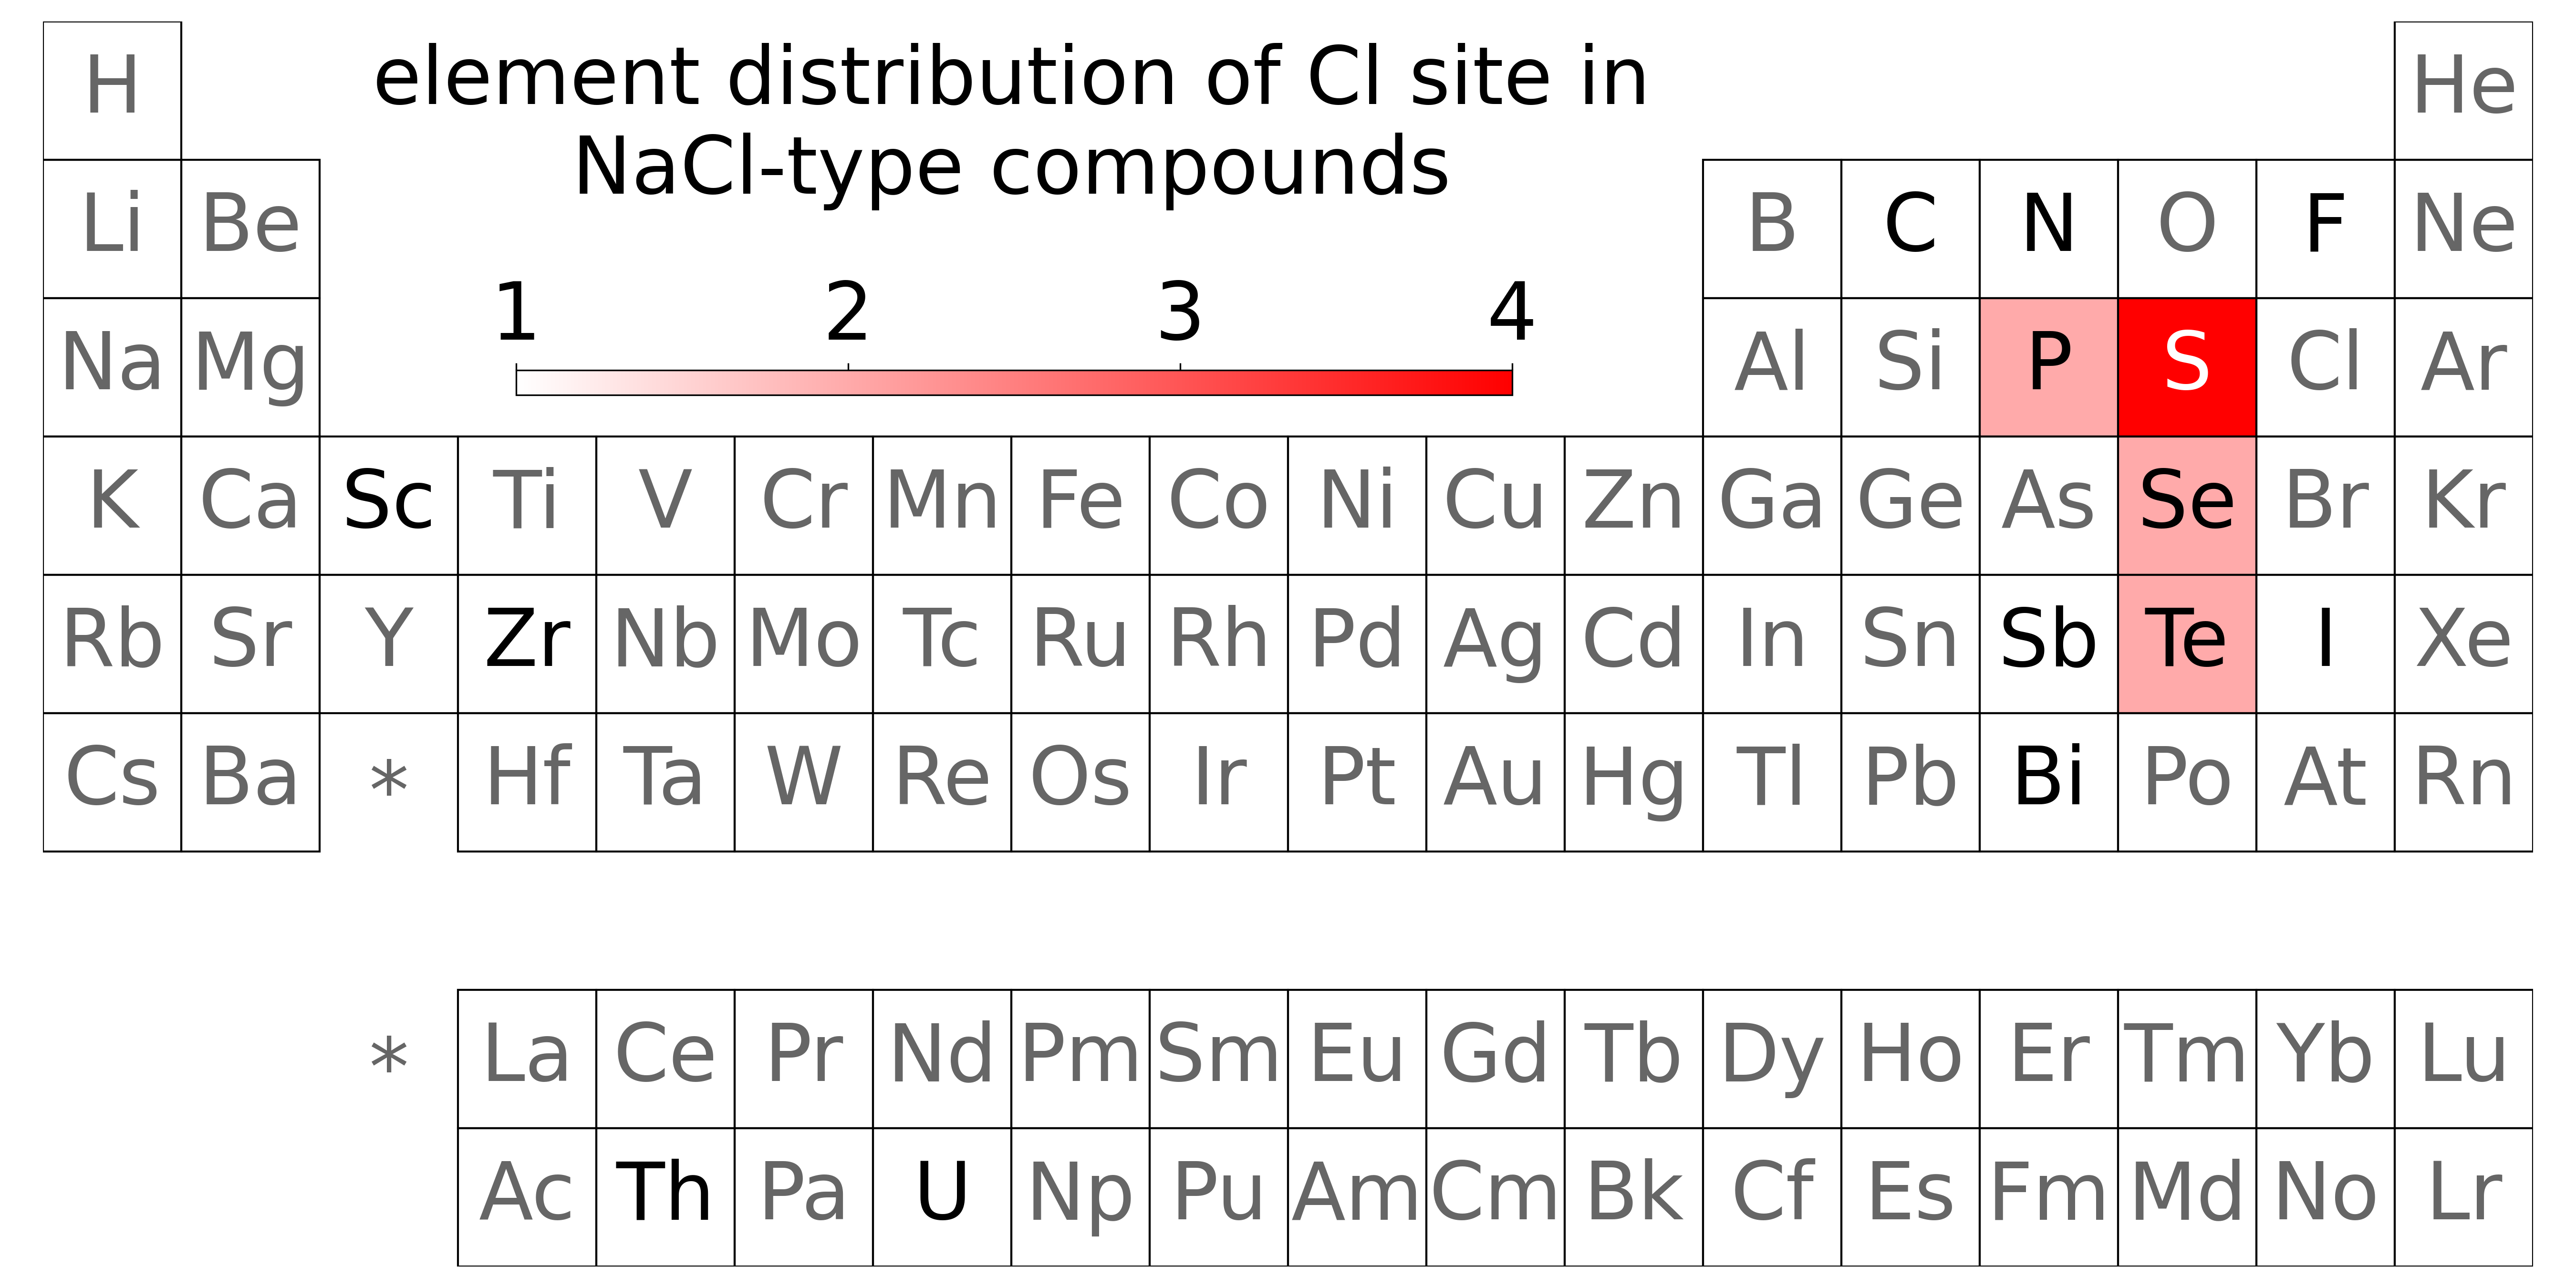 H
element distribution of Cl site in
He
NaCl-type compounds
Li Be
B C N O F Ne
1 2 3 4
Na Mg
Al Si P S Cl Ar
K Ca Sc Ti V Cr Mn Fe Co Ni Cu Zn Ga Ge As Se Br Kr
Rb Sr Y Zr Nb Mo Tc Ru Rh Pd Ag Cd In Sn Sb Te I Xe
Cs Ba * Hf Ta W Re Os Ir Pt Au Hg Tl Pb Bi Po At Rn
* La Ce Pr Nd Pm Sm Eu Gd Tb Dy Ho Er Tm Yb Lu
Ac Th Pa U Np Pu Am Cm Bk Cf Es Fm Md No Lr